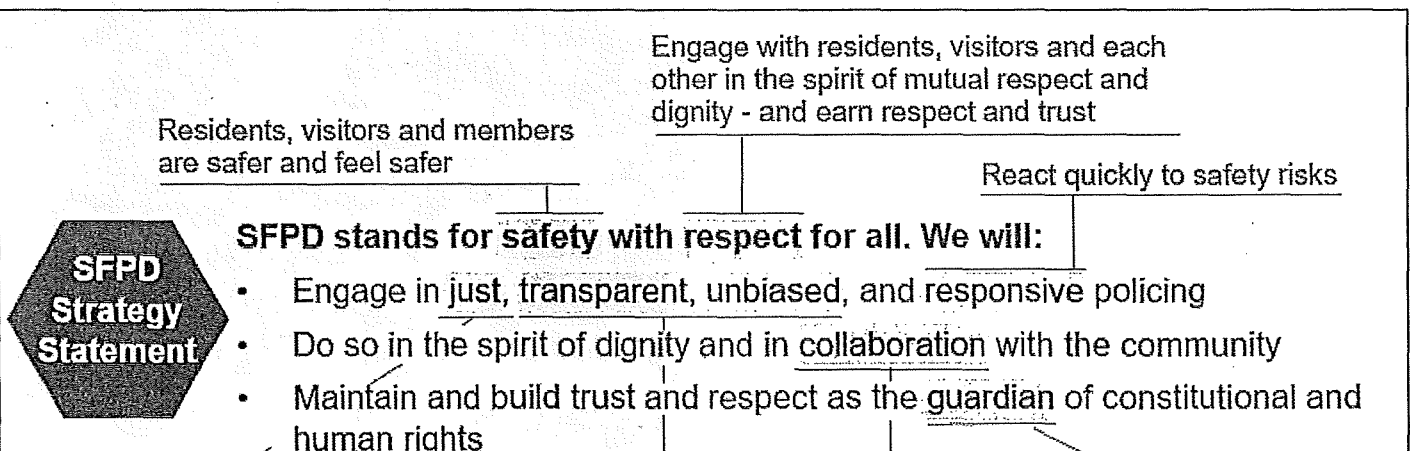 Engage with residents, visitors and each
other in the spirit of mutual respect and
dignity - and earn respect and trust
Residents, visitors and members
are safer and feel safer
React quickly to safety risks
SFPD stands for safety with respect for all. We will:
SFPD
Strategy
Statement
• Engage in just, transparent, unbiased, and responsive policing
• Do so in the spirit of dignity and in collaboration with the community
• Maintain and build trust and respect as the guardian of constitutional and
human rights